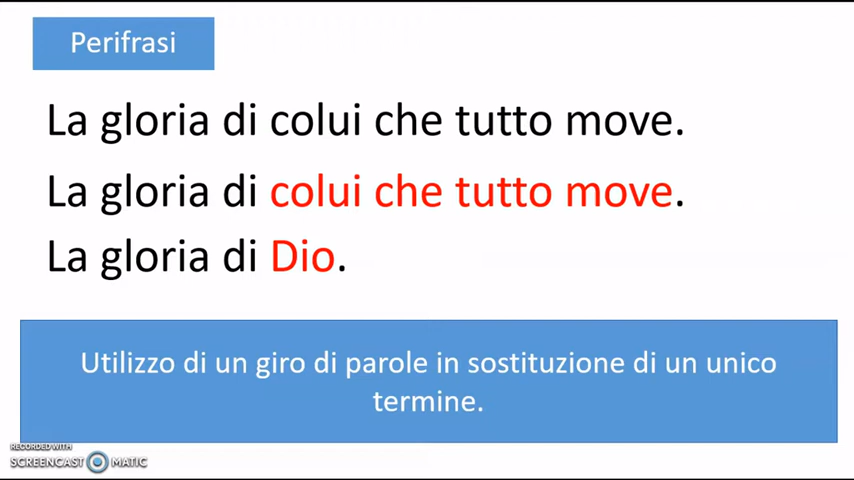 Perifrasi
La gloria di colui che tutto move.
La gloria di colui che tutto move.
La gloria di Dio.
Utilizzo di un giro di parole in sostituzione di un unico
termine.
RECORDED WITH
SCREENCAST MATIC